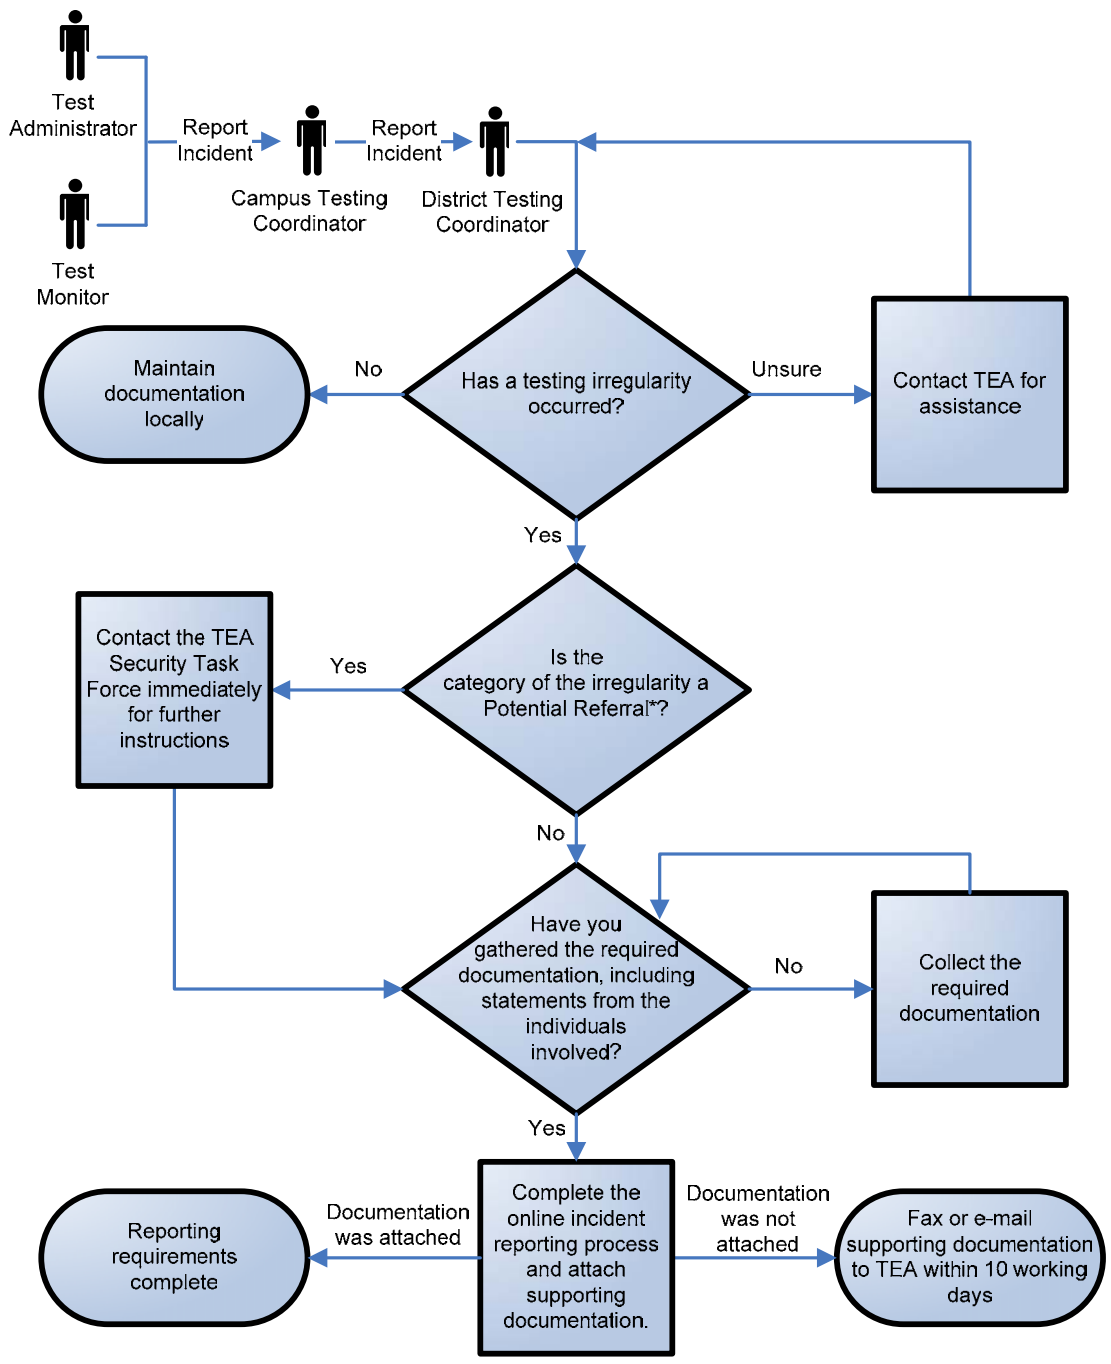 Test
Administrator
Report
Incident
Report
Incident
Campus Testing
Coordinator
District Testing
Coordinator
Test
Monitor
Maintain
documentation
locally
No
Has a testing irregularity
occurred?
Unsure
Contact TEA for
assistance
Yes
Contact the TEA
Security Task
Force immediately
for further
instructions
Yes
Is the
category of the irregularity a
Potential Referral*?
No
Have you
gathered the required
documentation, including
statements from the
individuals
involved?
No
Collect the
required
documentation
Yes
Reporting
requirements
complete
Documentation
was attached
Complete the
online incident
reporting process
and attach
supporting
documentation.
Documentation
was not
attached
Fax or e-mail
supporting documentation
to TEA within 10 working
days